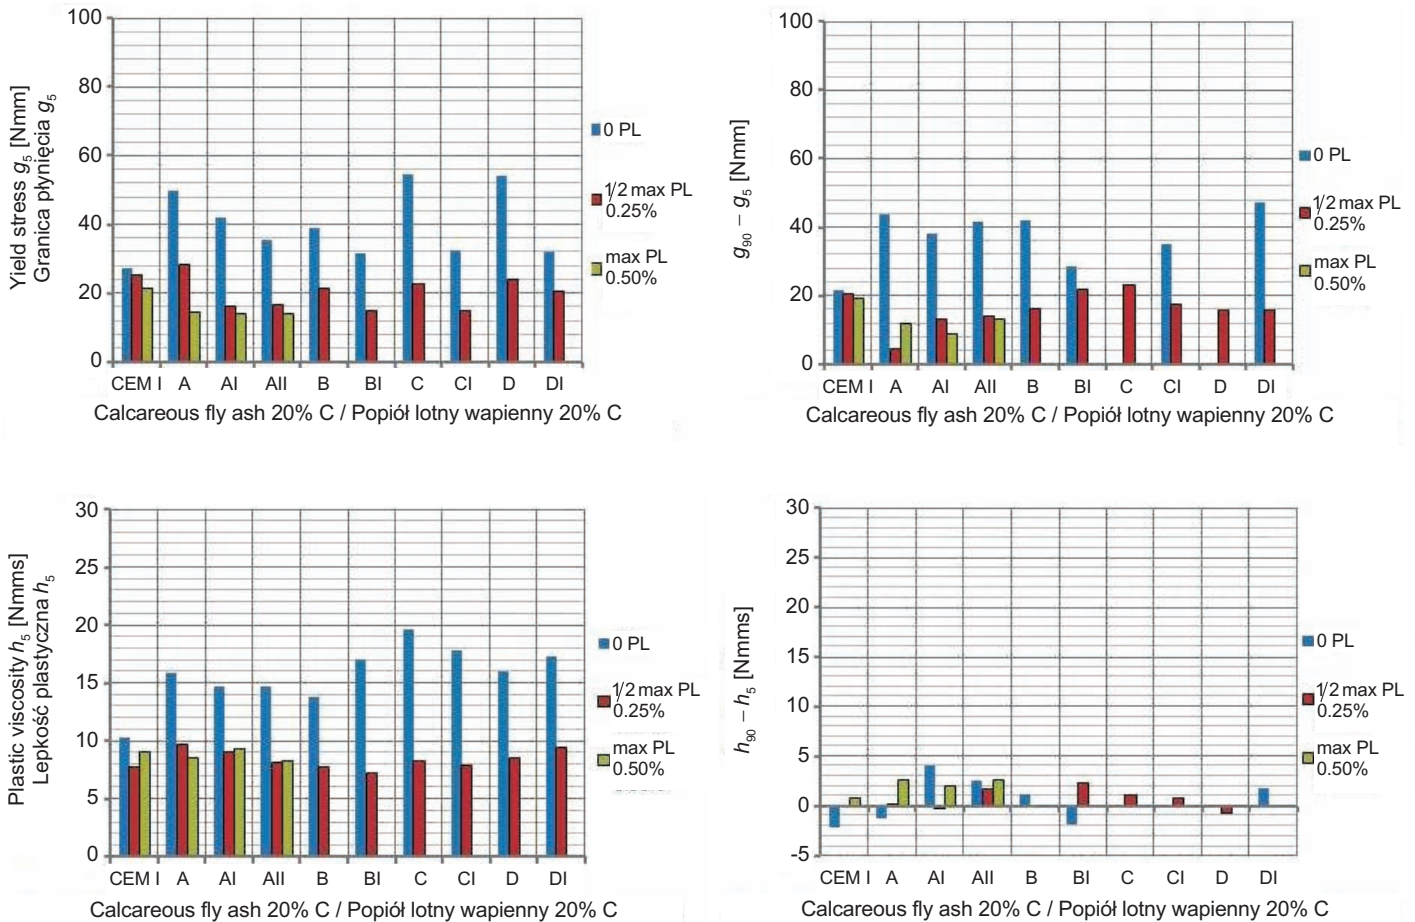 Yield stress g5 [Nmm]
Granica płynięcia g5
100
80
60
40
20
0
CEM I A AI AII B BI C CI D DI
Calcareous fly ash 20% C / Popiół lotny wapienny 20% C
0 PL
1/2 max PL
0.25%
max PL
0.50%
g90 – g5 [Nmm]
100
80
60
40
20
0
CEM I A AI AII B BI C CI D DI
Calcareous fly ash 20% C / Popiół lotny wapienny 20% C
0 PL
1/2 max PL
0.25%
max PL
0.50%
Plastic viscosity h5 [Nmms]
Lepkość plastyczna h5
30
25
20
15
10
5
0
CEM I A AI AII B BI C CI D DI
Calcareous fly ash 20% C / Popiół lotny wapienny 20% C
0 PL
1/2 max PL
0.25%
max PL
0.50%
h90 – h5 [Nmms]
30
25
20
15
10
5
0
-5
CEM I A AI AII B BI C CI D DI
Calcareous fly ash 20% C / Popiół lotny wapienny 20% C
0 PL
1/2 max PL
0.25%
max PL
0.50%